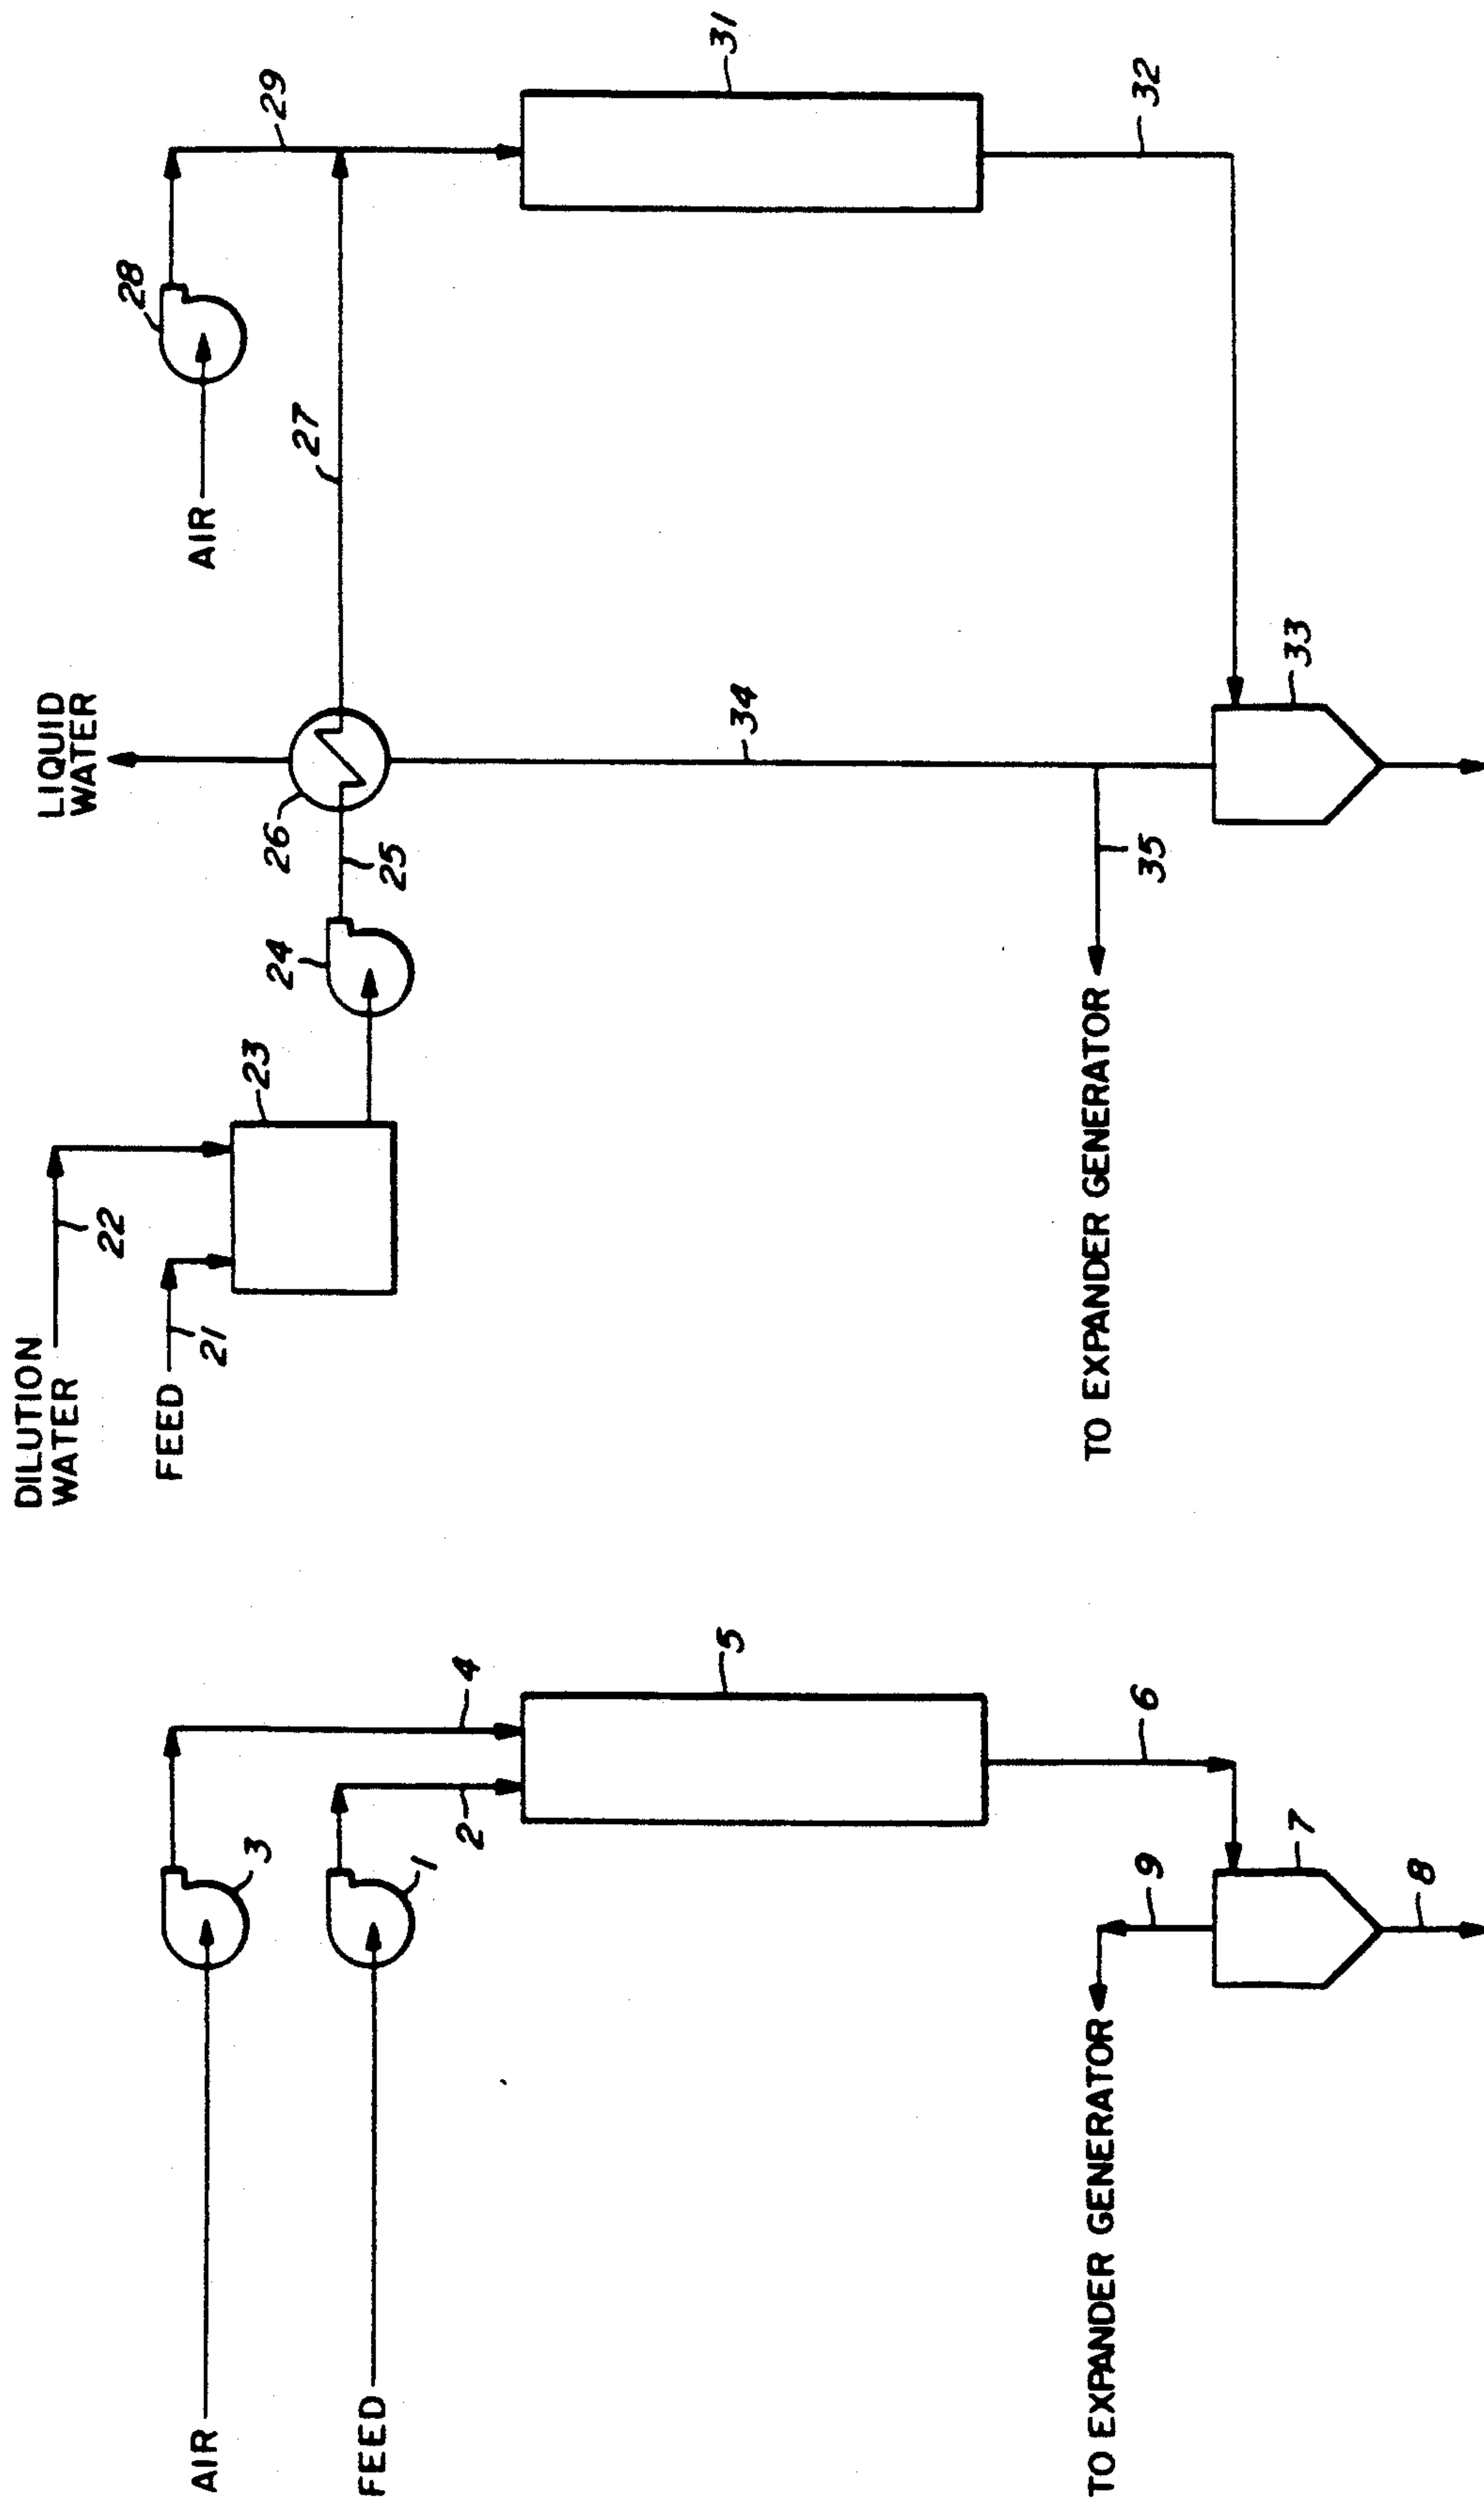 DILUTION
WATER
22
FEED
21
23
24
25
26
LIQUID
WATER
27
AIR
28
29
31
32
33
34
35
TO EXPANDER GENERATOR
AIR
3
4
FEED
1
2
5
6
7
8
9
TO EXPANDER GENERATOR